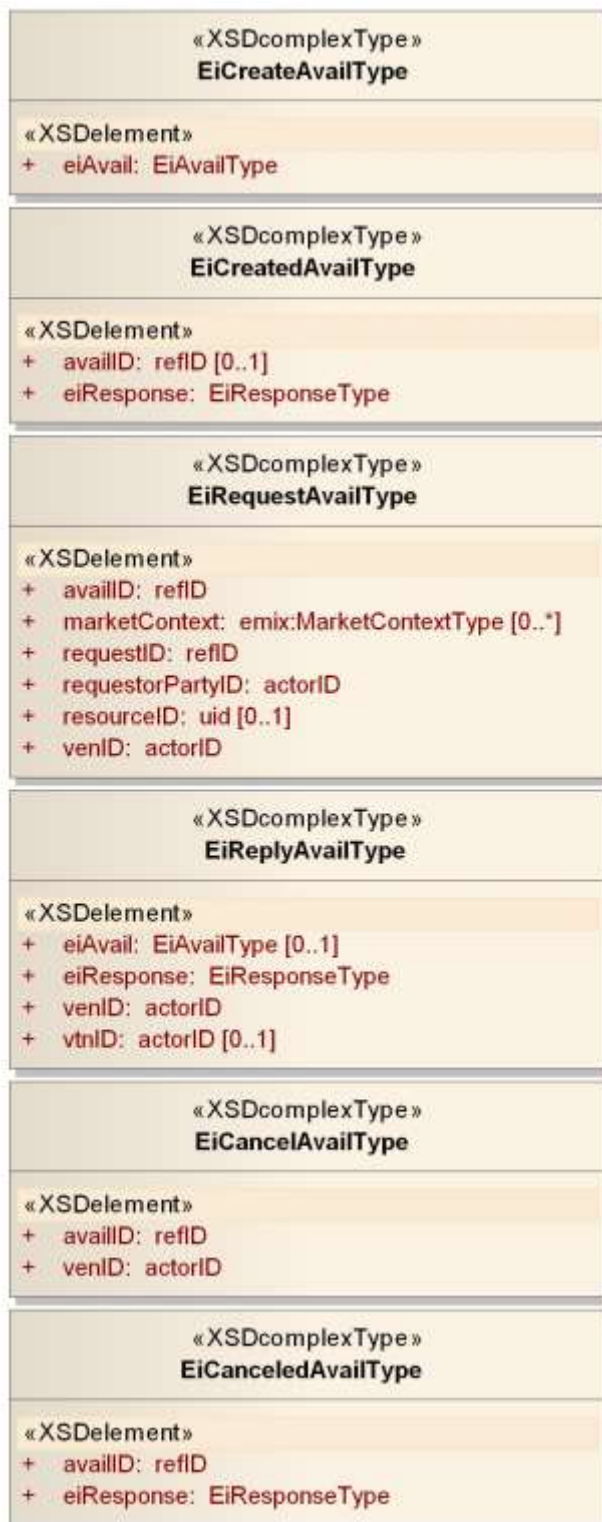 «XSDcomplexType»
EiCreateAvailType
«XSDelement»
+ eiAvail: EiAvailType
«XSDcomplexType»
EiCreatedAvailType
«XSDelement»
+ availID: refID [0..1]
+ eiResponse: EiResponseType
«XSDcomplexType»
EiRequestAvailType
«XSDelement»
+ availID: refID
+ marketContext: emix:MarketContextType [0..*]
+ requestID: refID
+ requestorPartyID: actorID
+ resourceID: uid [0..1]
+ venID: actorID
«XSDcomplexType»
EiReplyAvailType
«XSDelement»
+ eiAvail: EiAvailType [0..1]
+ eiResponse: EiResponseType
+ venID: actorID
+ vtnID: actorID [0..1]
«XSDcomplexType»
EiCancelAvailType
«XSDelement»
+ availID: refID
+ venID: actorID
«XSDcomplexType»
EiCanceledAvailType
«XSDelement»
+ availID: refID
+ eiResponse: EiResponseType